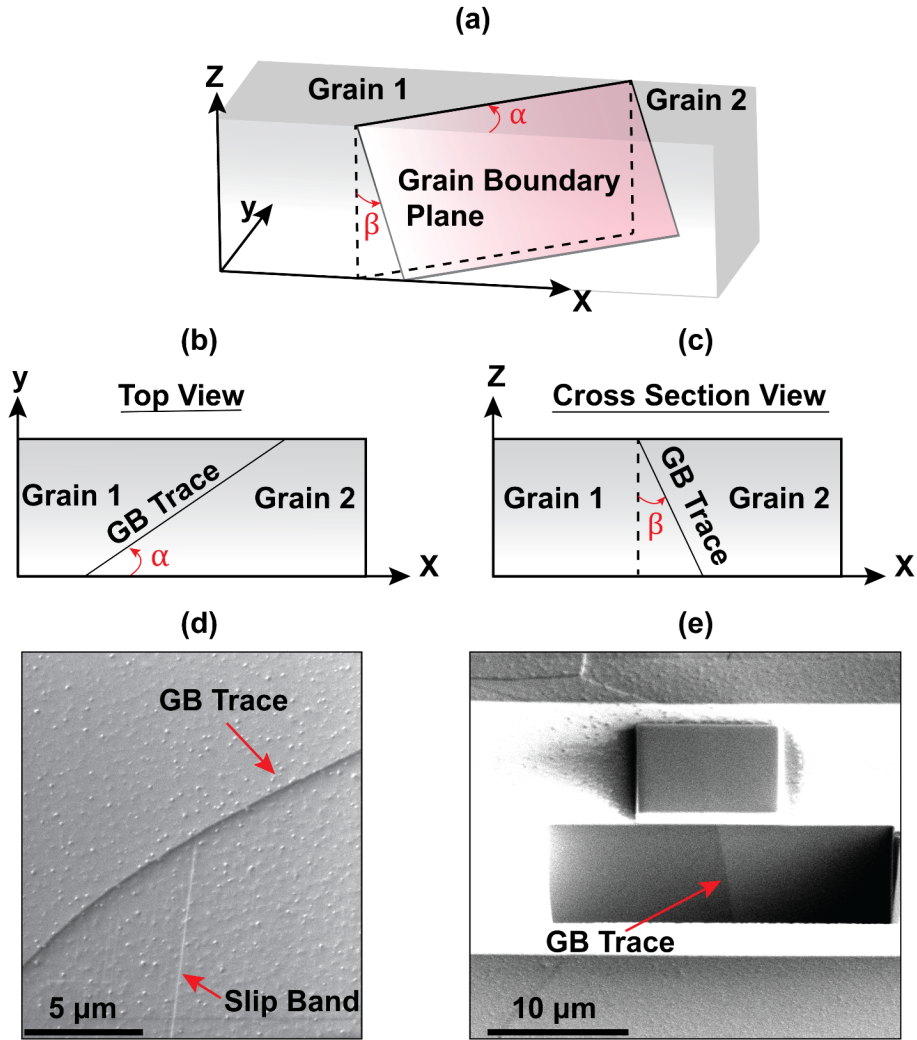 (a)
Z
Grain 1
Grain 2
α
Grain Boundary
Plane
y
β
X
(b)
(c)
y
Top View
Z
Cross Section View
Grain 1
GB Trace
Grain 2
α
X
Grain 1
GB Trace
Grain 2
β
X
(d)
(e)
GB Trace
Slip Band
5 µm
GB Trace
10 µm